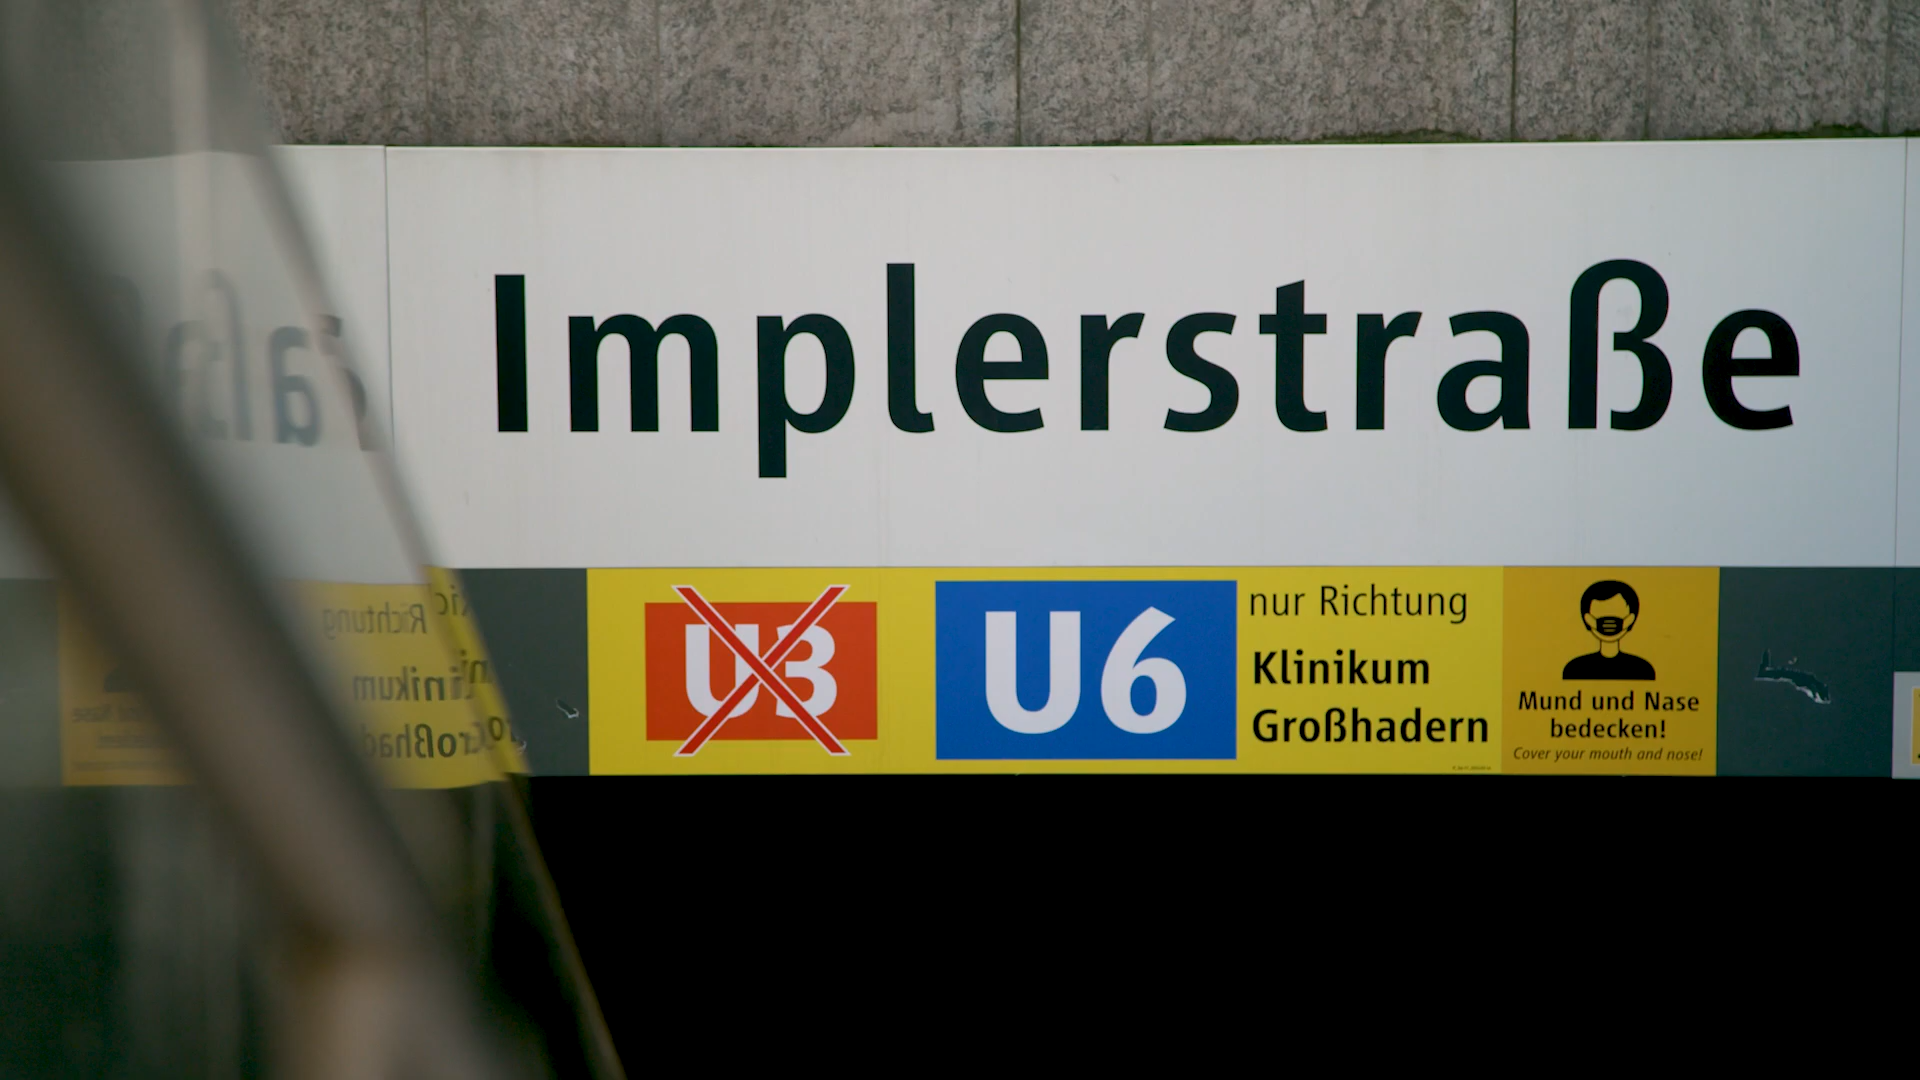 Implerstraße
U3
U6
nur Richtung
Klinikum
Großhadern
Mund und Nase
bedecken!
Cover your mouth and nose!